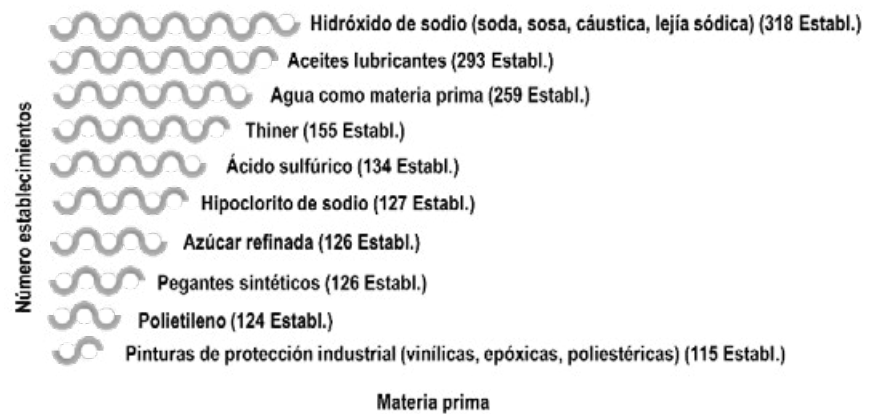 Hidróxido de sodio (soda, sosa, cáustica, lejía sódica) (318 Establ.)
Aceites lubricantes (293 Establ.)
Agua como materia prima (259 Establ.)
Thiner (155 Establ.)
Ácido sulfúrico (134 Establ.)
Hipoclorito de sodio (127 Establ.)
Azúcar refinada (126 Establ.)
Pegantes sintéticos (126 Establ.)
Polietileno (124 Establ.)
Pinturas de protección industrial (vinílicas, epóxicas, poliestéricas) (115 Establ.)
Número establecimientos
Materia prima